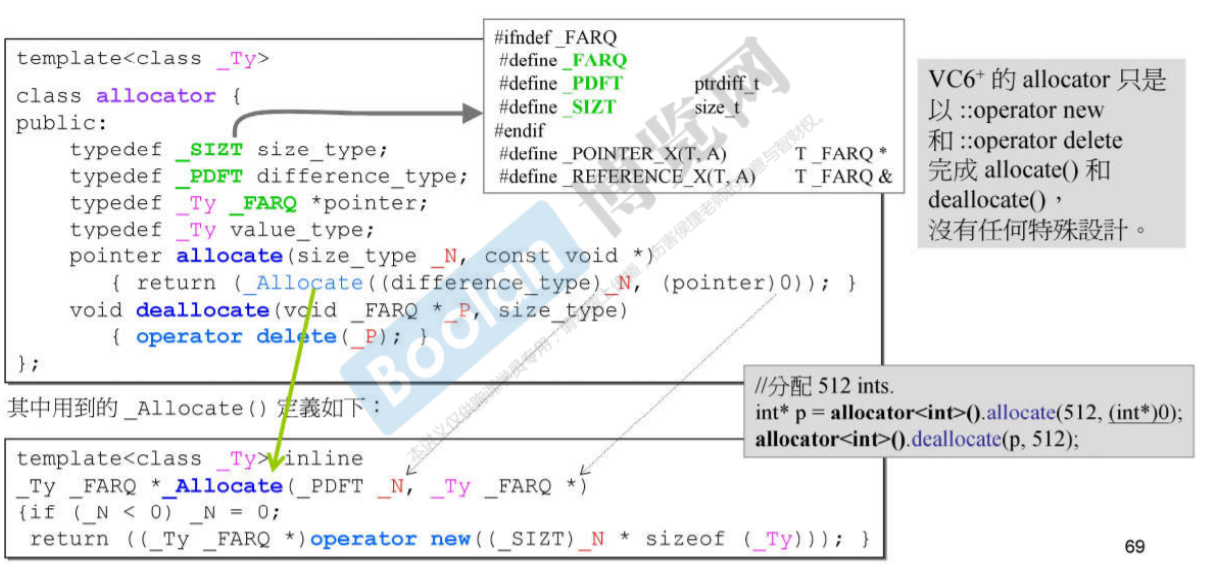 template<class _Ty>
class allocator {
public:
    typedef _SIZT size_type;
    typedef _PDFT difference_type;
    typedef _Ty _FARQ *pointer;
    typedef _Ty value_type;
    pointer allocate(size_type _N, const void *)
       { return (_Allocate((difference_type)_N, (pointer)0)); }
    void deallocate(void _FARQ *_P, size_type)
       { operator delete(_P); }
};
#ifndef _FARQ
#define _FARQ
#define _PDFT ptrdiff_t
#define _SIZT size_t
#endif
#define _POINTER_X(T, A) T _FARQ *
#define _REFERENCE_X(T, A) T _FARQ &
VC6+ 的 allocator 只是
以 ::operator new
和 ::operator delete
完成 allocate() 和
deallocate()，
沒有任何特殊設計。
其中用到的 _Allocate() 定義如下：
//分配 512 ints.
int* p = allocator<int>().allocate(512, (int*)0);
allocator<int>().deallocate(p, 512);
template<class _Ty> inline
_Ty _FARQ *_Allocate(_PDFT _N, _Ty _FARQ *)
{if (_N < 0) _N = 0;
 return ((_Ty _FARQ *)operator new((_SIZT)_N * sizeof (_Ty))); }
Boolan 博览网
69